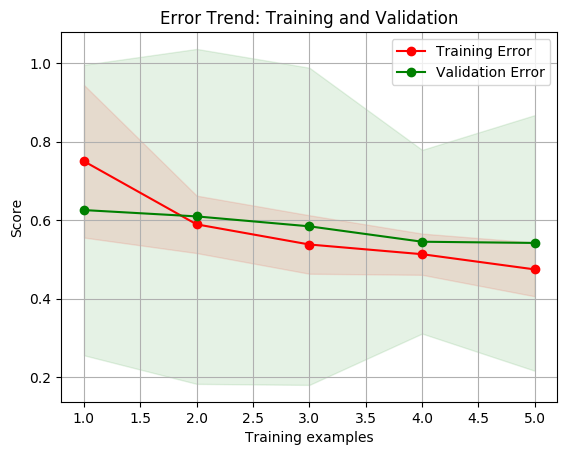 Error Trend: Training and Validation
Training Error
Validation Error
Score
1.0
0.8
0.6
0.4
0.2
1.0 1.5 2.0 2.5 3.0 3.5 4.0 4.5 5.0
Training examples